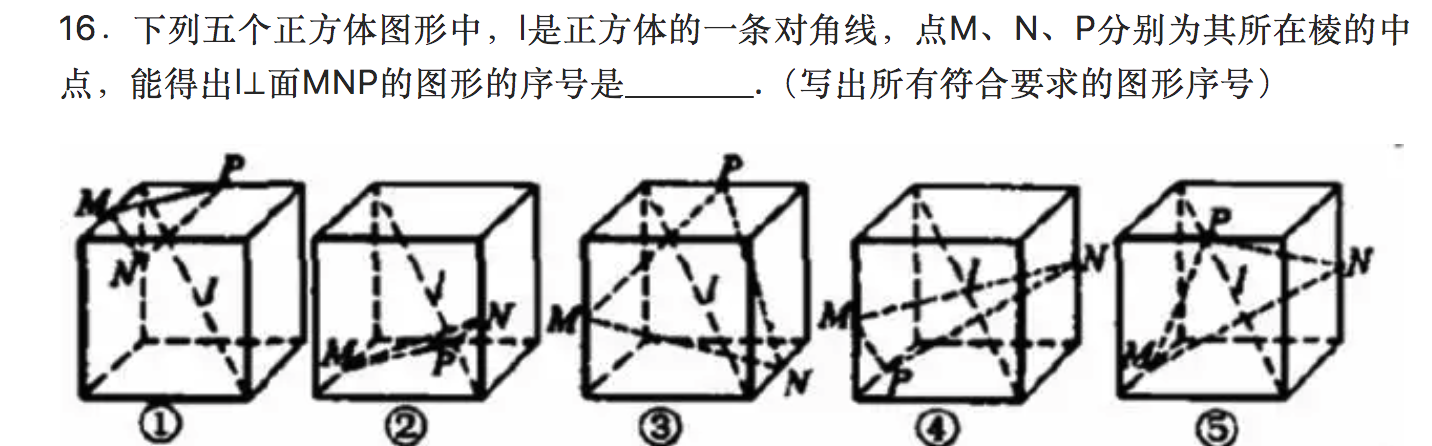 16．下列五个正方体图形中，l是正方体的一条对角线，点M、N、P分别为其所在棱的中
点，能得出l⊥面MNP的图形的序号是________．（写出所有符合要求的图形序号）
P
M
N
l
①
l
N
M
P
②
P
l
M
N
③
l
N
M
P
④
P
l
N
M
⑤